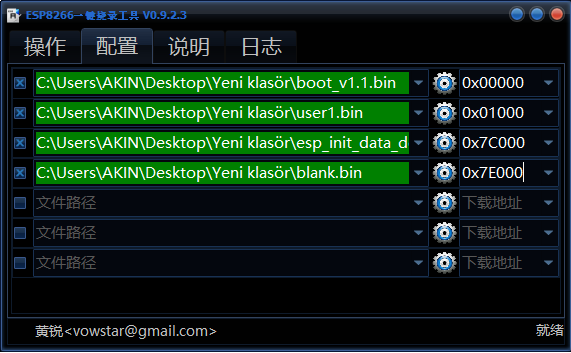 ESP8266一键烧录工具 V0.9.2.3
操作 配置 说明 日志
C:\Users\AKIN\Desktop\Yeni klasör\boot_v1.1.bin 0x00000
C:\Users\AKIN\Desktop\Yeni klasör\user1.bin 0x01000
C:\Users\AKIN\Desktop\Yeni klasör\esp_init_data_d 0x7C000
C:\Users\AKIN\Desktop\Yeni klasör\blank.bin 0x7E000
文件路径 下载地址
文件路径 下载地址
文件路径 下载地址
黄锐<vowstar@gmail.com> 就绪